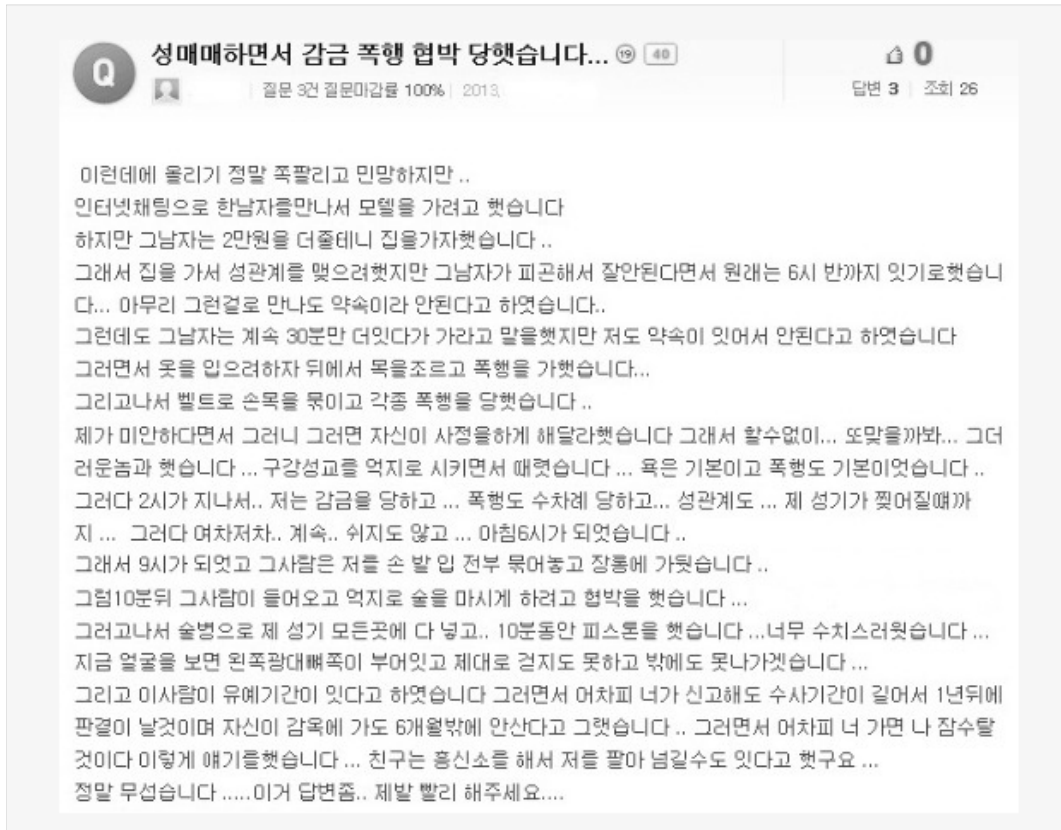 Q
성매매하면서 감금 폭행 협박 당햇습니다... 19 40
0
질문 3건 질문마감률 100% 2013.
답변 3 조회 26
이런데에 올리기 정말 쪽팔리고 민망하지만 ..
인터넷채팅으로 한남자를만나서 모텔을 가려고 햇습니다
하지만 그남자는 2만원을 더줄테니 집을가자햇습니다 ..
그래서 집을 가서 성관계를 맺으려햇지만 그남자가 피곤해서 잘안된다면서 원래는 6시 반까지 잇기로햇습니
다... 아무리 그런걸로 만나도 약속이라 안된다고 하엿습니다..
그런데도 그남자는 계속 30분만 더잇다가 가라고 말을햇지만 저도 약속이 잇어서 안된다고 하엿습니다
그러면서 옷을 입으려하자 뒤에서 목을조르고 폭행을 가햇습니다...
그리고나서 벨트로 손목을 묶이고 각종 폭행을 당햇습니다 ..
제가 미안하다면서 그러니 그러면 자신이 사정을하게 해달라햇습니다 그래서 할수없이... 또맞을까봐... 그더
러운놈과 햇습니다 ... 구강성교를 억지로 시키면서 때렷습니다 ... 욕은 기본이고 폭행도 기본이엇습니다 ..
그러다 2시가 지나서.. 저는 감금을 당하고 ... 폭행도 수차례 당하고... 성관계도 ... 제 성기가 찢어질떄까
지 ... 그러다 여차저차.. 계속.. 쉬지도 않고 ... 아침6시가 되엇습니다 ..
그래서 9시가 되엇고 그사람은 저를 손 발 입 전부 묶어놓고 장롱에 가둿습니다 ..
그럼10분뒤 그사람이 들어오고 억지로 술을 마시게 하려고 협박을 햇습니다 ...
그러고나서 술병으로 제 성기 모든곳에 다 넣고.. 10분동안 피스톤을 햇습니다 ...너무 수치스러웟습니다 ...
지금 얼굴을 보면 왼쪽광대뼈쪽이 부어잇고 제대로 걷지도 못하고 밖에도 못나가겟습니다 ...
그리고 이사람이 유예기간이 잇다고 하엿습니다 그러면서 어차피 너가 신고해도 수사기간이 길어서 1년뒤에
판결이 날것이며 자신이 감옥에 가도 6개월밖에 안산다고 그랫습니다 .. 그러면서 어차피 너 가면 나 잠수탈
것이다 이렇게 얘기를햇습니다 ... 친구는 흥신소를 해서 저를 팔아 넘길수도 잇다고 햇구요 ...
정말 무섭습니다 .....이거 답변좀.. 제발 빨리 해주세요....